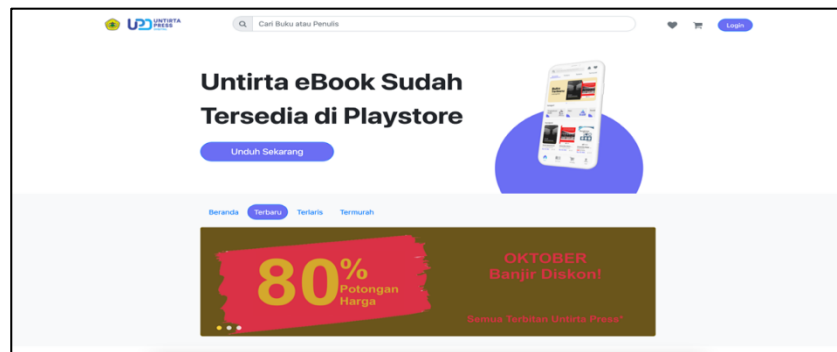 UPD UNTIRTA
PRESS
Cari Buku atau Penulis
Login
Untirta eBook Sudah
Tersedia di Playstore
Unduh Sekarang
Beranda Terbaru Terlaris Termurah
80%
Potongan
Harga
OKTOBER
Banjir Diskon!
Semua Terbitan Untirta Press*